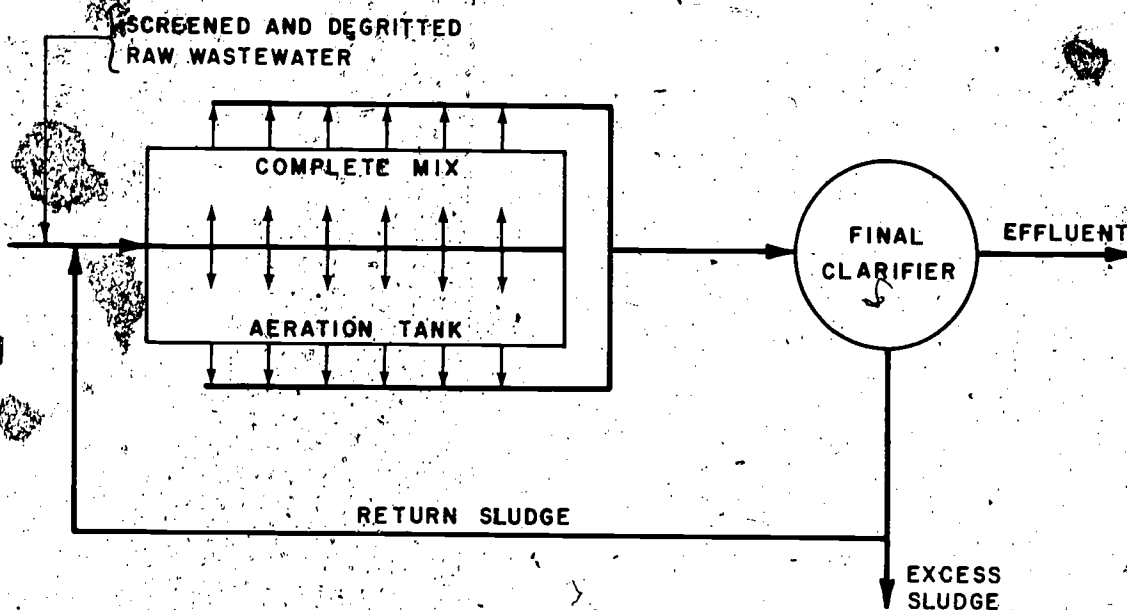 SCREENED AND DEGRITTED
RAW WASTEWATER
COMPLETE MIX
AERATION TANK
FINAL
CLARIFIER
EFFLUENT
RETURN SLUDGE
EXCESS
SLUDGE